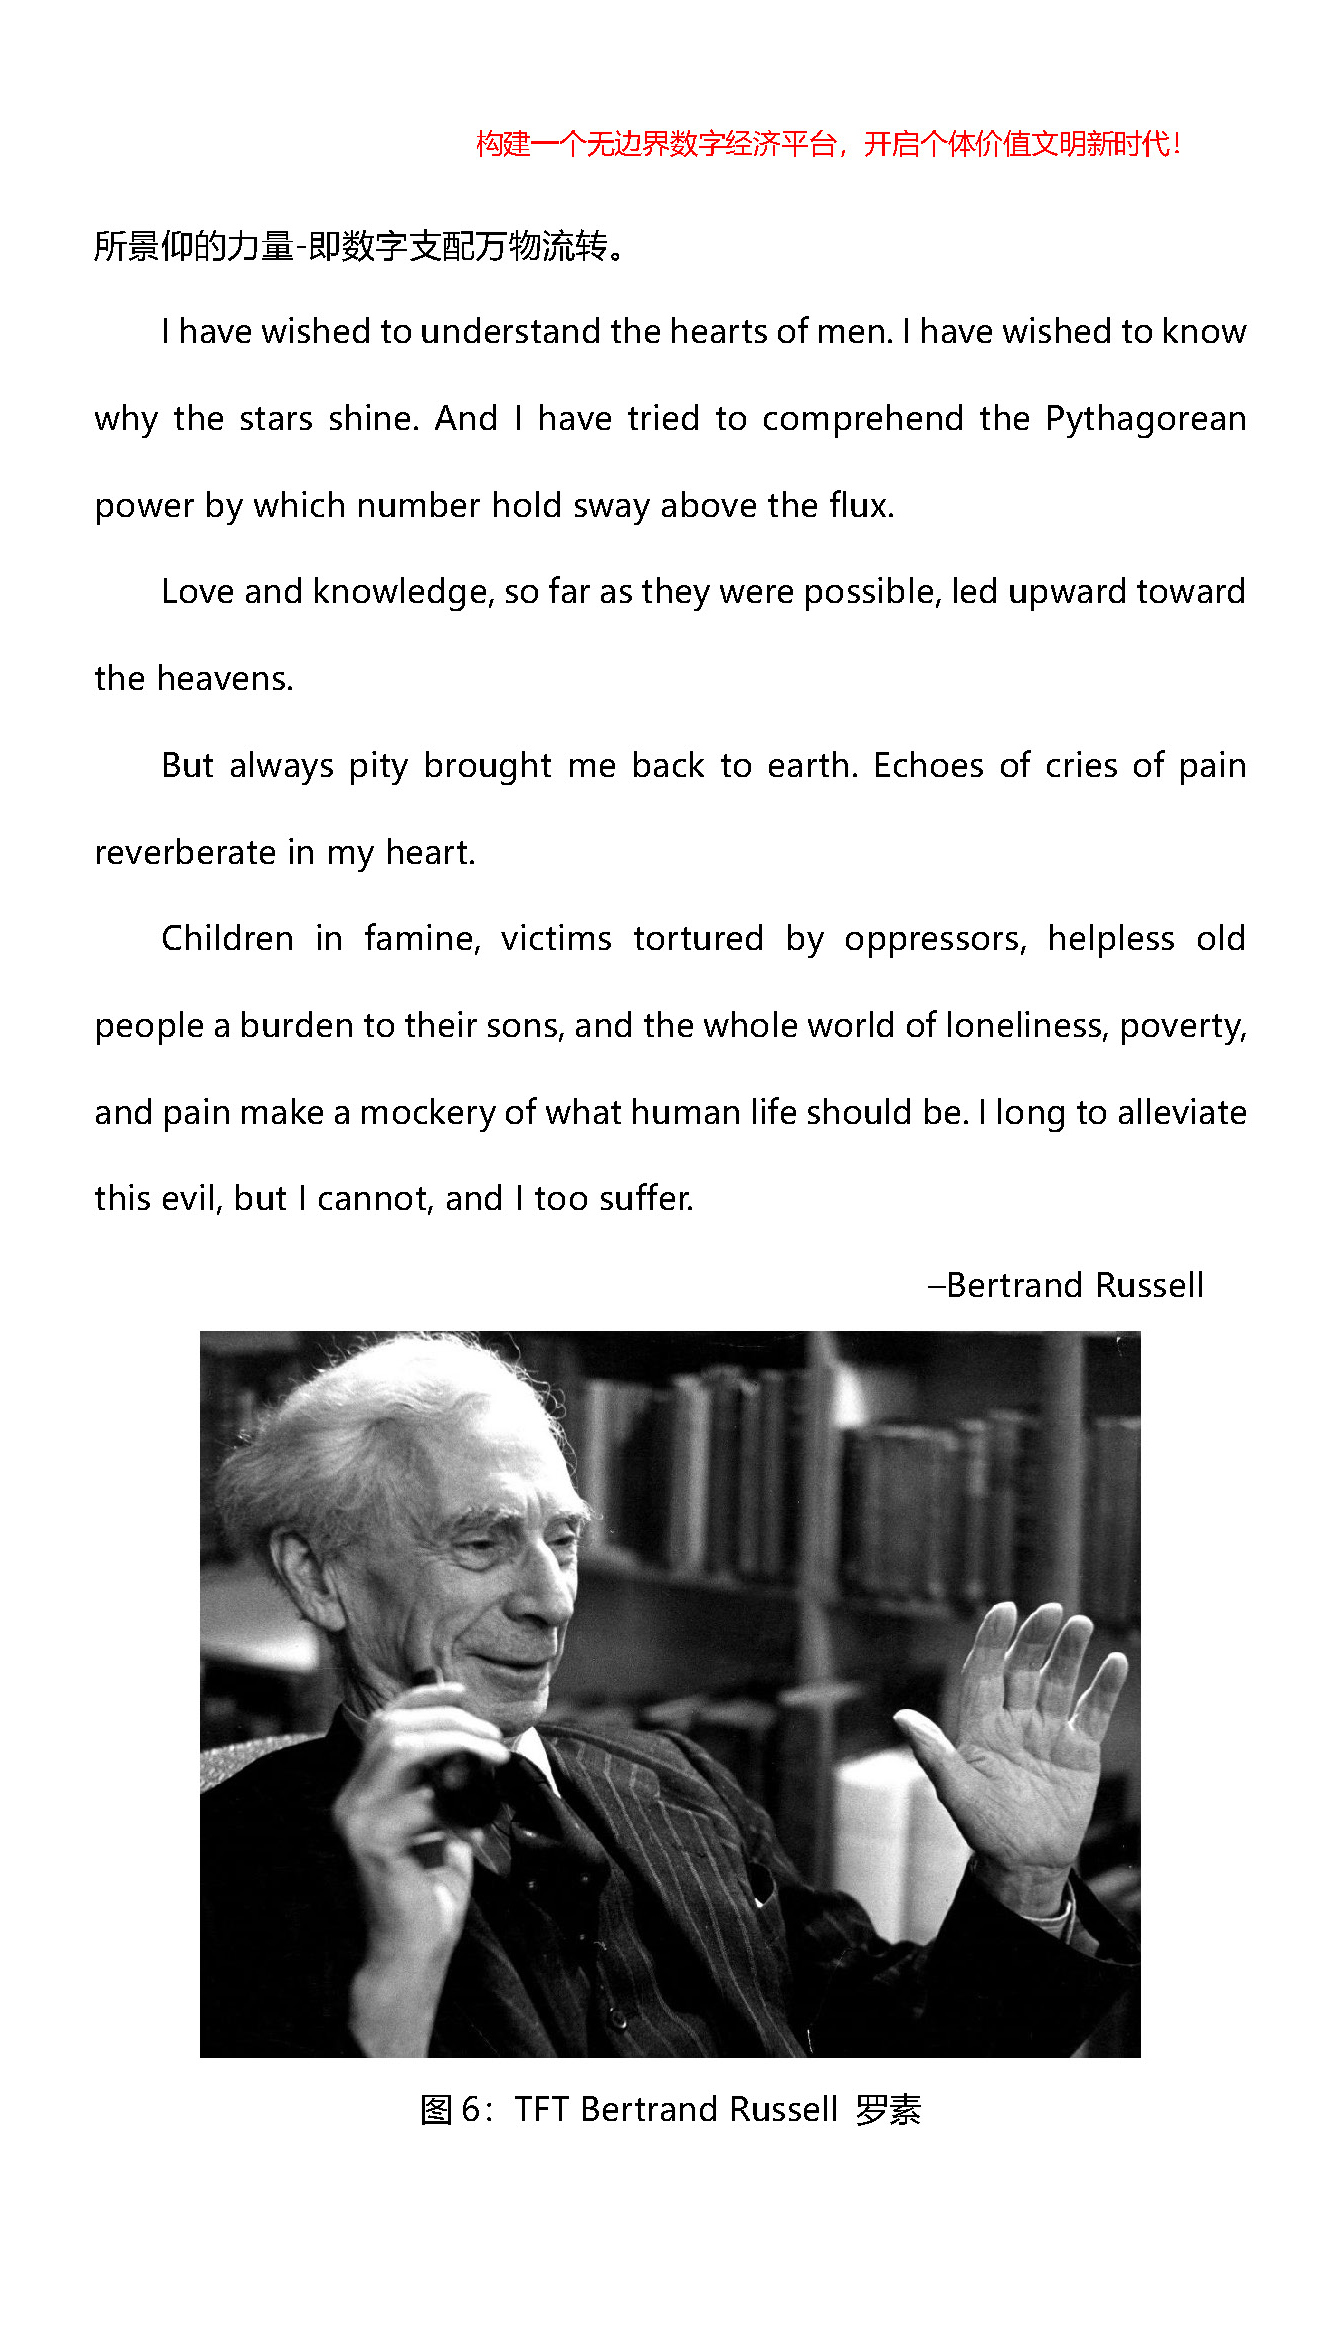 构建一个无边界数字经济平台，开启个体价值文明新时代！
所景仰的力量-即数字支配万物流转。
I have wished to understand the hearts of men. I have wished to know
why the stars shine. And I have tried to comprehend the Pythagorean
power by which number hold sway above the flux.
Love and knowledge, so far as they were possible, led upward toward
the heavens.
But always pity brought me back to earth. Echoes of cries of pain
reverberate in my heart.
Children in famine, victims tortured by oppressors, helpless old
people a burden to their sons, and the whole world of loneliness, poverty,
and pain make a mockery of what human life should be. I long to alleviate
this evil, but I cannot, and I too suffer.
–Bertrand Russell
图 6：TFT Bertrand Russell 罗素